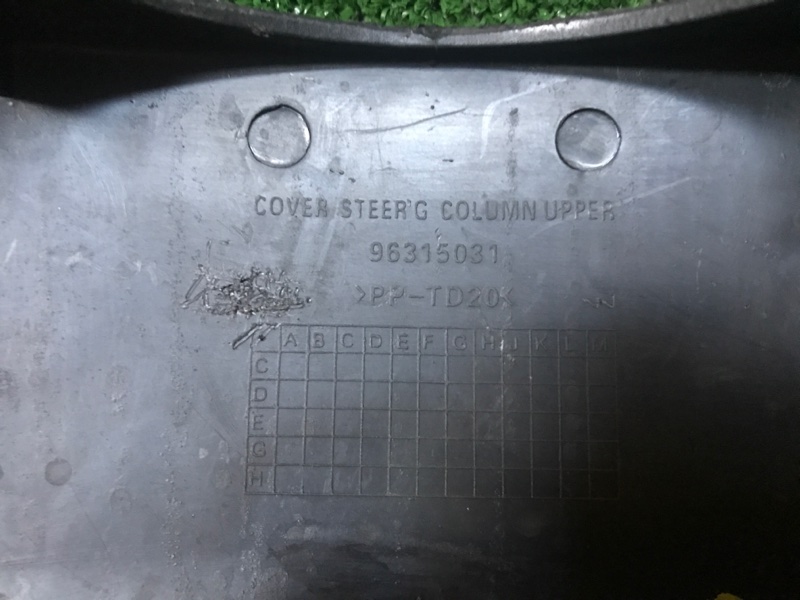 COVER STEER'G COLUMN UPPER
96315031
>PP-TD20<
A B C D E F G H J K L M
C
D
E
G
H